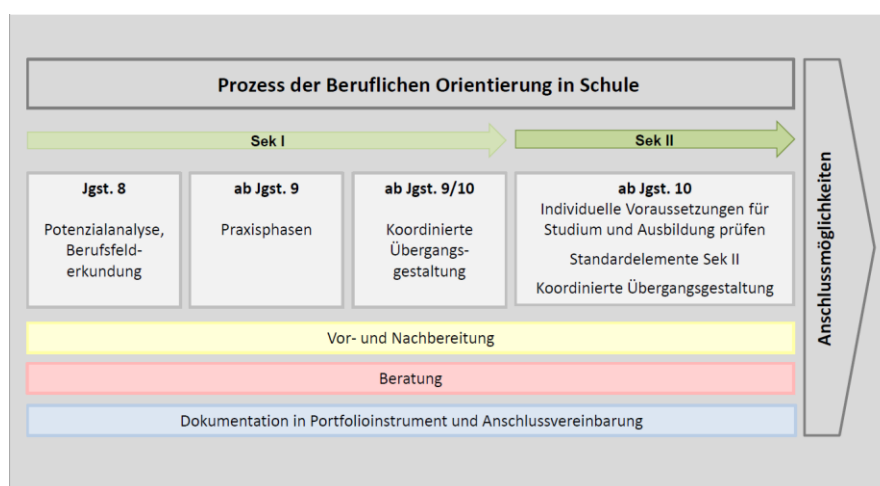 Prozess der Beruflichen Orientierung in Schule
Sek I
Sek II
Jgst. 8
Potenzialanalyse,
Berufsfeld-
erkundung
ab Jgst. 9
Praxisphasen
ab Jgst. 9/10
Koordinierte
Übergangs-
gestaltung
ab Jgst. 10
Individuelle Voraussetzungen für
Studium und Ausbildung prüfen
Standardelemente Sek II
Koordinierte Übergangsgestaltung
Vor- und Nachbereitung
Beratung
Dokumentation in Portfolioinstrument und Anschlussvereinbarung
Anschlussmöglichkeiten